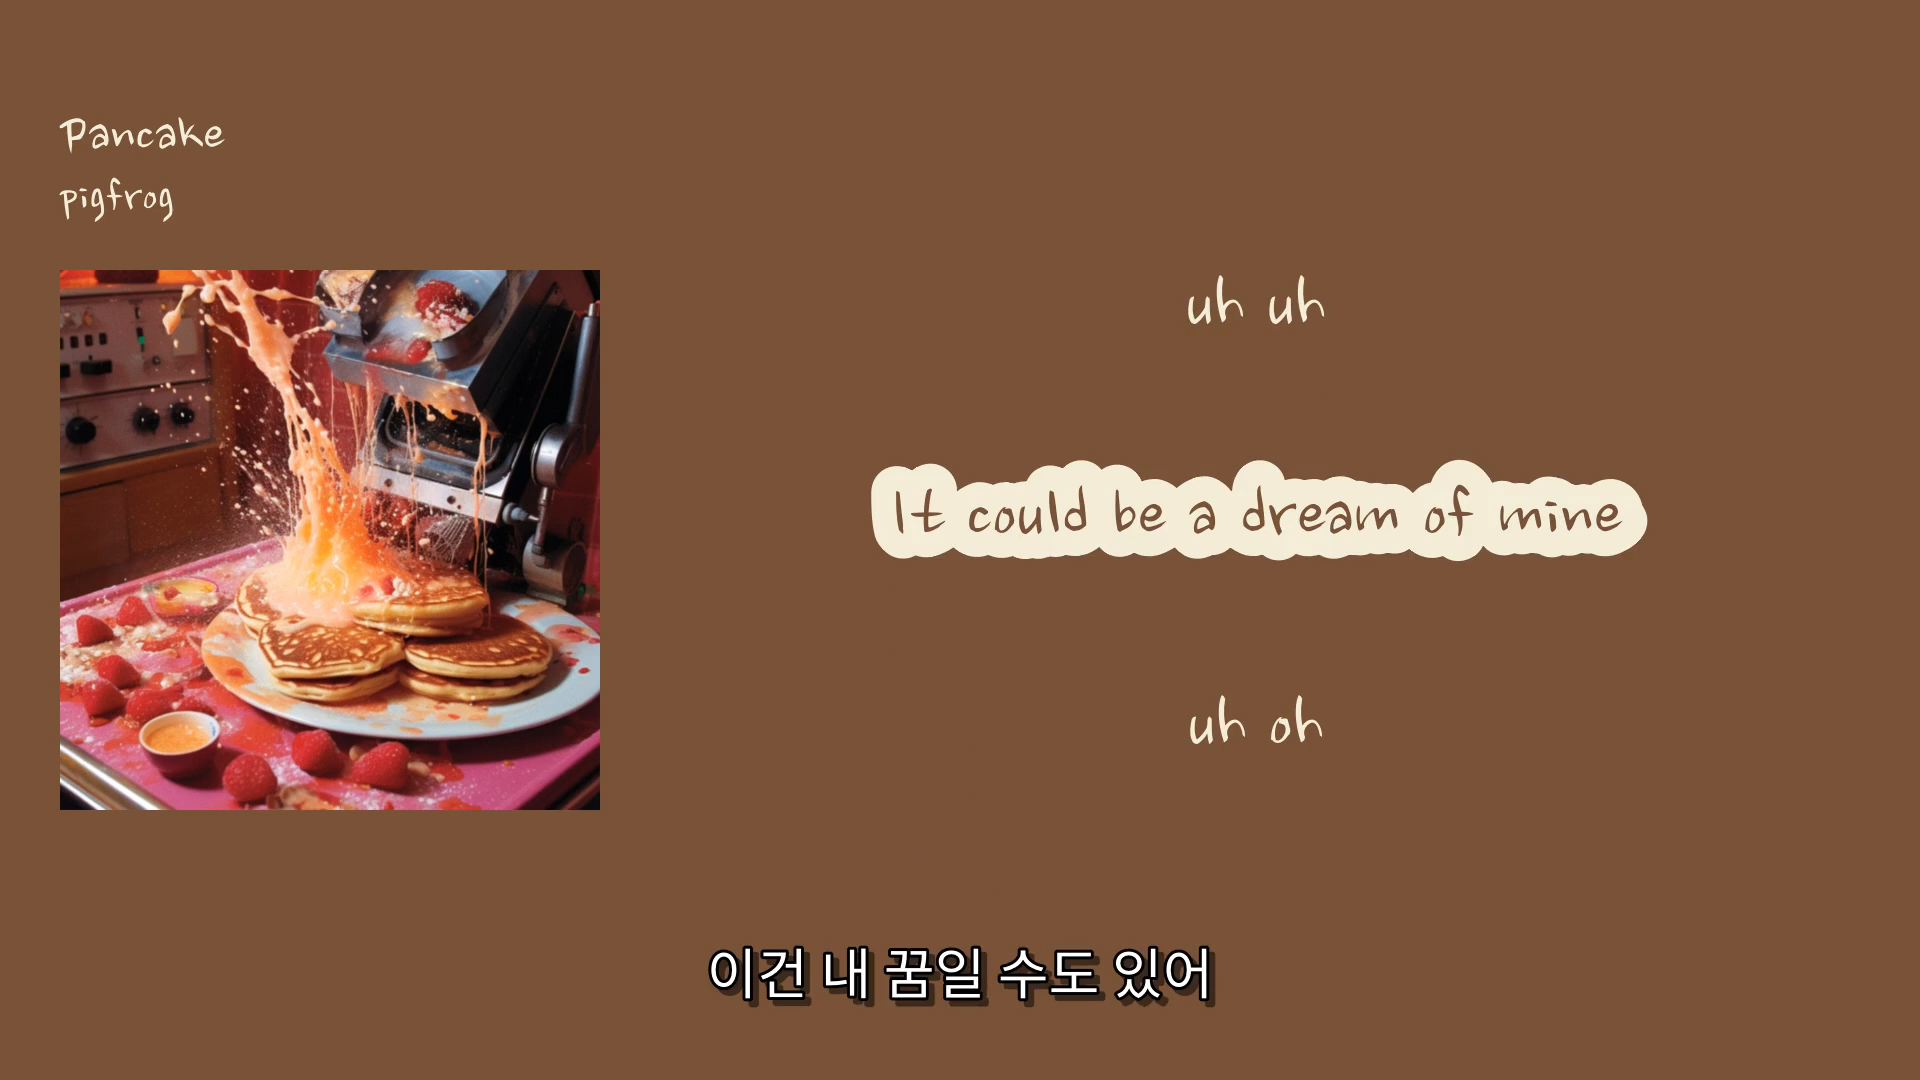 Pancake
pigfrog
uh uh
It could be a dream of mine
uh oh
이건 내 꿈일 수도 있어